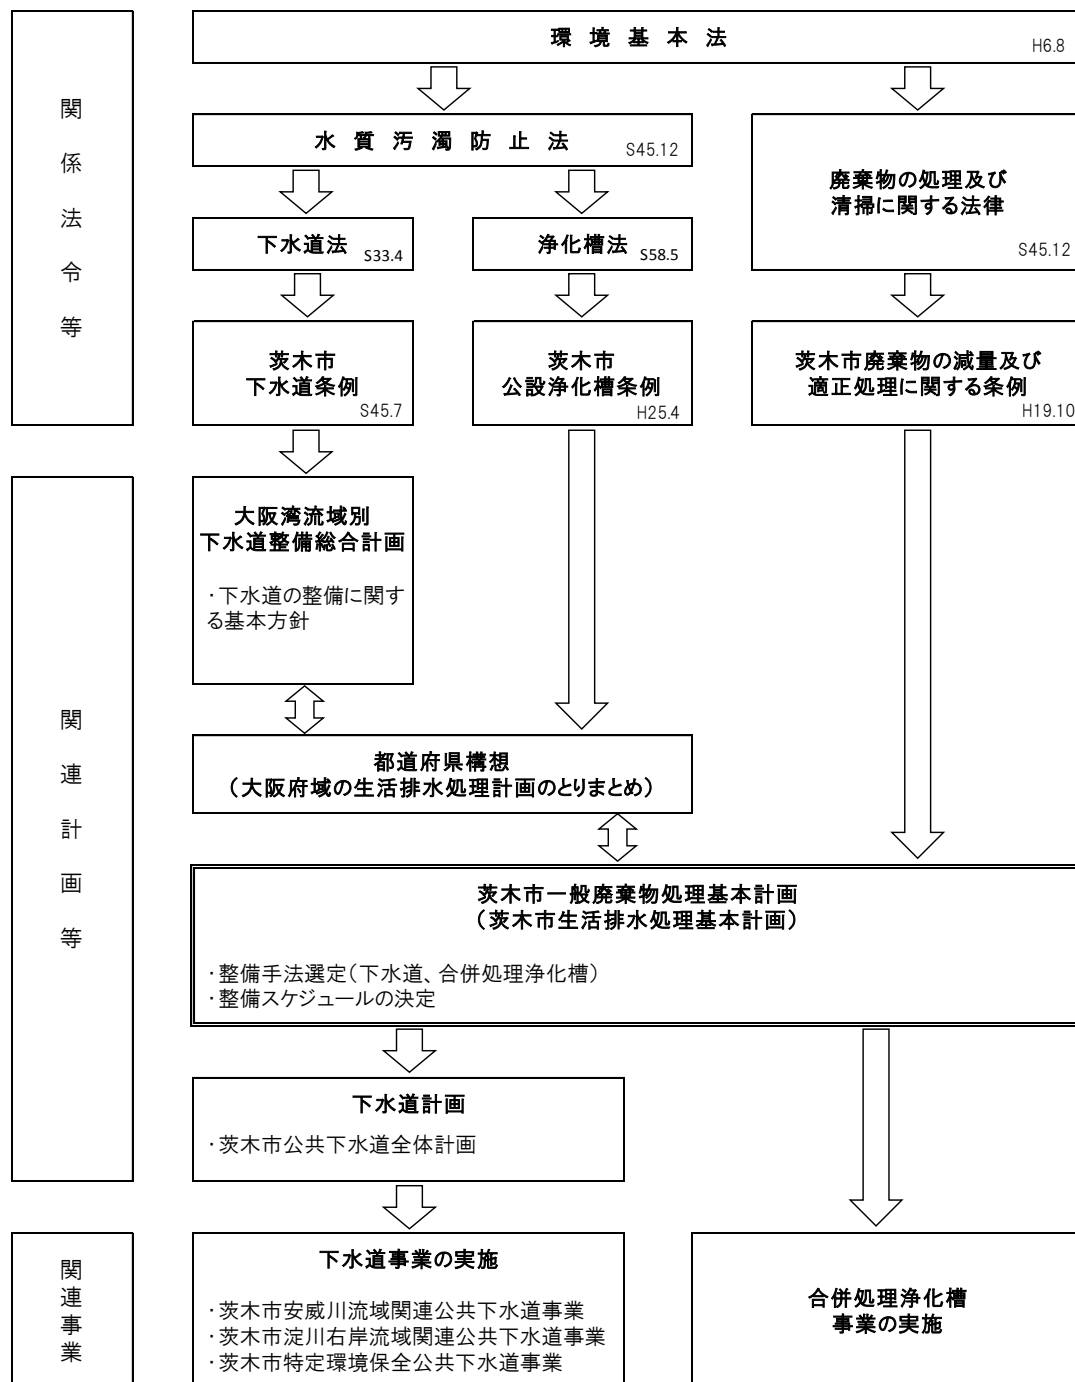 関係法令等
環境基本法
H6.8
水質汚濁防止法
S45.12
廃棄物の処理及び
清掃に関する法律
S45.12
下水道法
S33.4
浄化槽法
S58.5
茨木市
下水道条例
S45.7
茨木市
公設浄化槽条例
H25.4
茨木市廃棄物の減量及び
適正処理に関する条例
H19.10
関連計画等
大阪湾流域別
下水道整備総合計画
・下水道の整備に関す
る基本方針
都道府県構想
（大阪府域の生活排水処理計画のとりまとめ）
茨木市一般廃棄物処理基本計画
（茨木市生活排水処理基本計画）
・整備手法選定（下水道、合併処理浄化槽）
・整備スケジュールの決定
下水道計画
・茨木市公共下水道全体計画
関連事業
下水道事業の実施
・茨木市安威川流域関連公共下水道事業
・茨木市淀川右岸流域関連公共下水道事業
・茨木市特定環境保全公共下水道事業
合併処理浄化槽
事業の実施